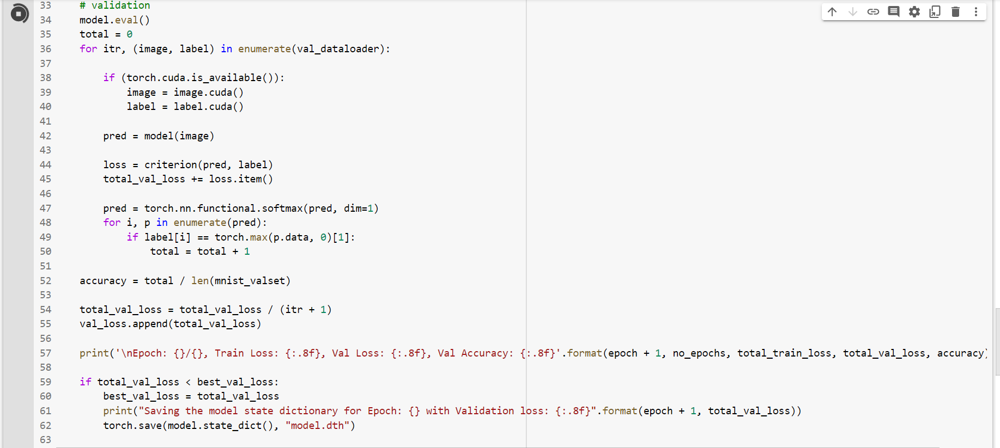 33 # validation
34 model.eval()
35 total = 0
36 for itr, (image, label) in enumerate(val_dataloader):
37
38 if (torch.cuda.is_available()):
39 image = image.cuda()
40 label = label.cuda()
41
42 pred = model(image)
43
44 loss = criterion(pred, label)
45 total_val_loss += loss.item()
46
47 pred = torch.nn.functional.softmax(pred, dim=1)
48 for i, p in enumerate(pred):
49 if label[i] == torch.max(p.data, 0)[1]:
50 total = total + 1
51
52 accuracy = total / len(mnist_valset)
53
54 total_val_loss = total_val_loss / (itr + 1)
55 val_loss.append(total_val_loss)
56
57 print('\nEpoch: {}/{}, Train Loss: {:.8f}, Val Loss: {:.8f}, Val Accuracy: {:.8f}'.format(epoch + 1, no_epochs, total_train_loss, total_val_loss, accuracy)
58
59 if total_val_loss < best_val_loss:
60 best_val_loss = total_val_loss
61 print("Saving the model state dictionary for Epoch: {} with Validation loss: {:.8f}".format(epoch + 1, total_val_loss))
62 torch.save(model.state_dict(), "model.dth")
63